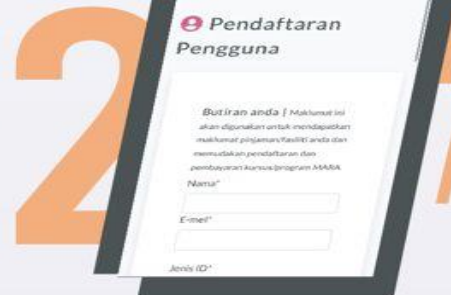 2
Pendaftaran
Pengguna
Butiran anda | Maklumat ini
akan digunakan untuk mendapatkan
maklumat pinjaman/fasiliti anda dan
memudahkan pendaftaran dan
pembayaran kursus/program MARA
Nama*
E-mel*
Jenis ID*